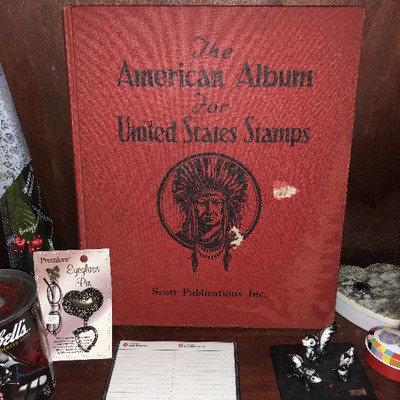 The
American Album
For
United States Stamps
Scott Publications Inc.
Premiere
Eyeglass
Pin